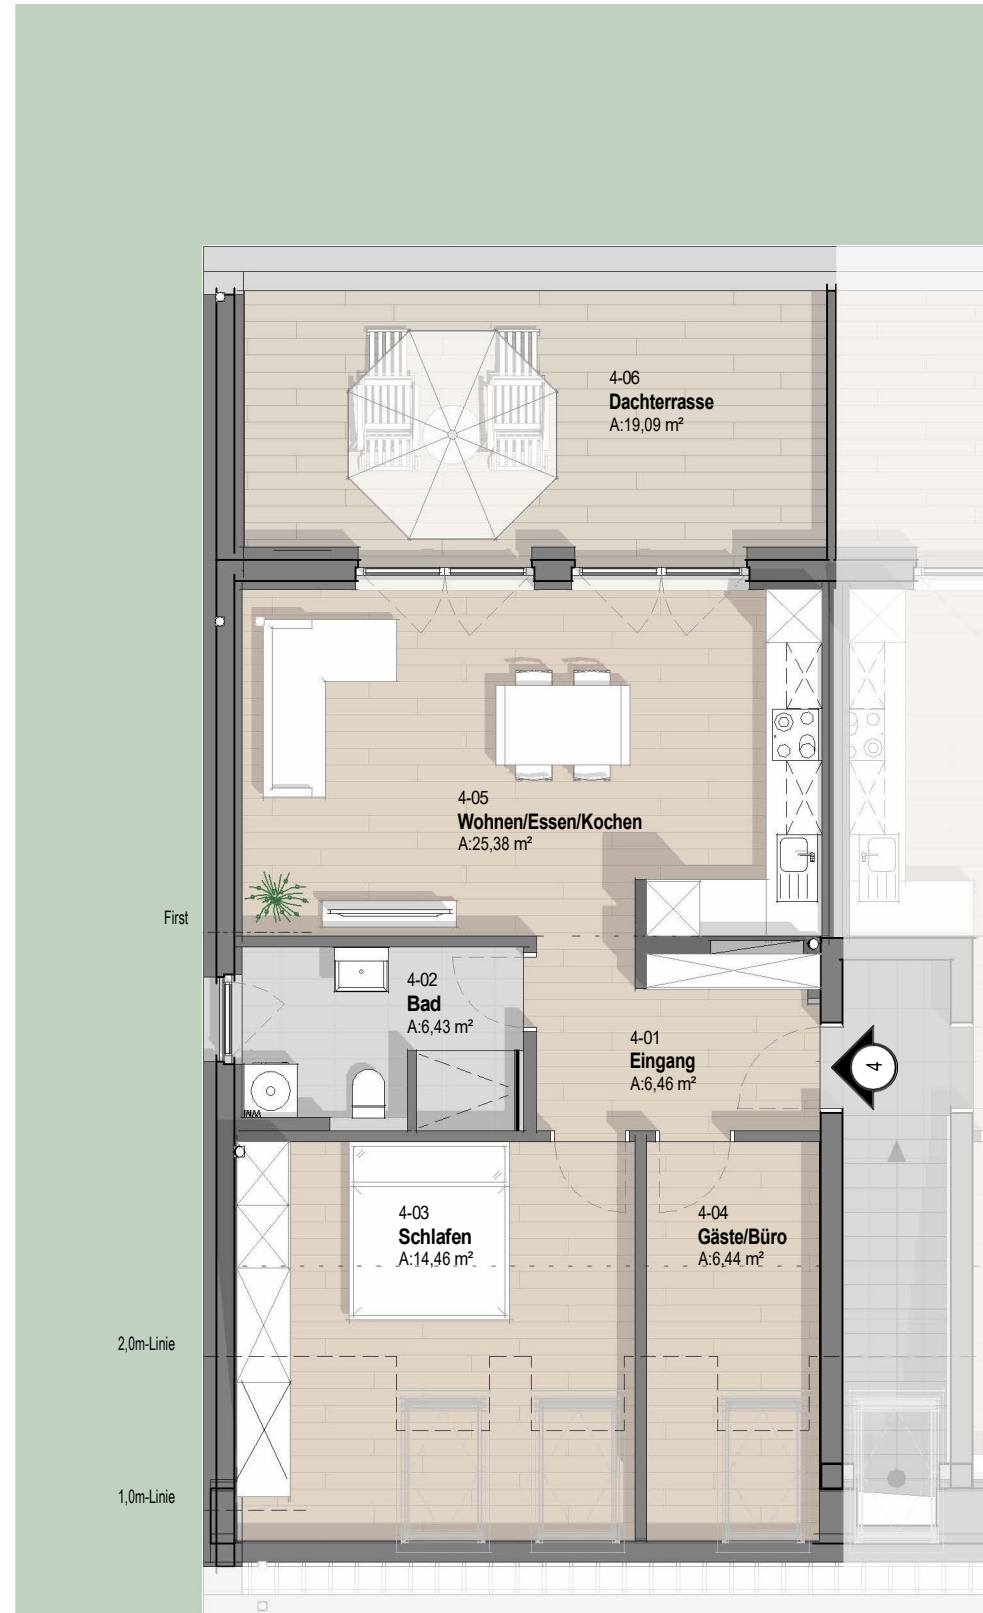 4-06
Dachterrasse
A:19,09 m²
4-05
Wohnen/Essen/Kochen
A:25,38 m²
First
4-02
Bad
A:6,43 m²
4-01
Eingang
A:6,46 m²
4
4-03
Schlafen
A:14,46 m²
4-04
Gäste/Büro
A:6,44 m²
2,0m-Linie
1,0m-Linie